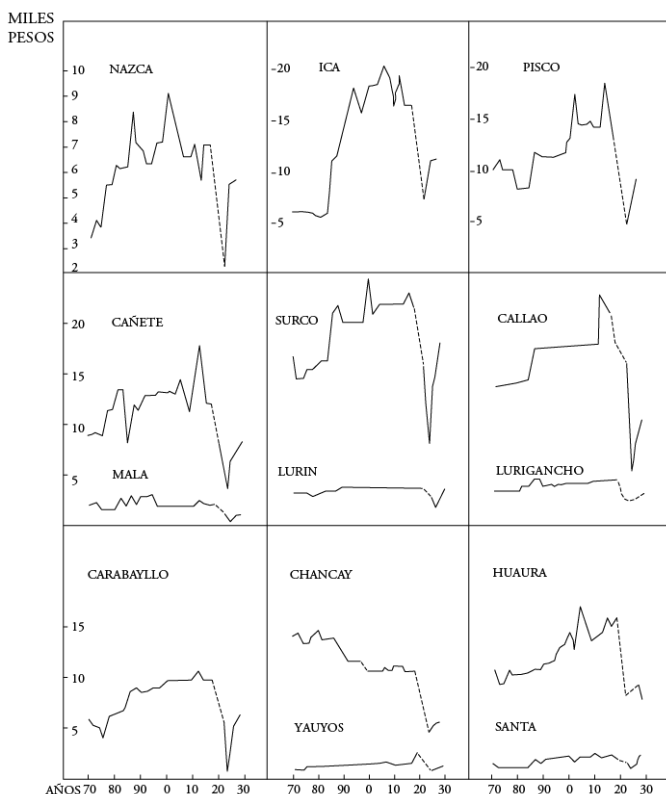 MILES
PESOS
NAZCA
ICA
PISCO
10
9
8
7
6
5
4
3
2
20
15
10
5
20
15
10
5
CAÑETE
SURCO
CALLAO
20
15
10
5
MALA
LURIN
LURIGANCHO
CARABAYLLO
CHANCAY
HUAURA
15
10
5
YAUYOS
SANTA
AÑOS 70 80 90 0 10 20 30 70 80 90 0 10 20 30 70 80 90 0 10 20 30